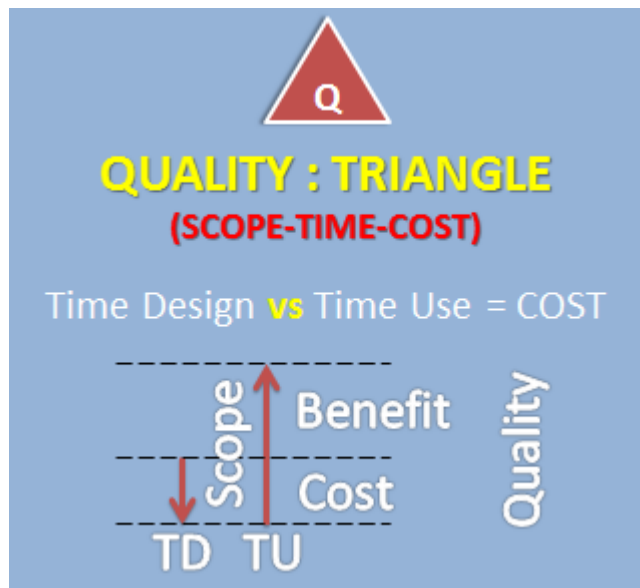 Q
QUALITY : TRIANGLE
(SCOPE-TIME-COST)
Time Design vs Time Use = COST
Scope
Benefit
Cost
Quality
TD TU